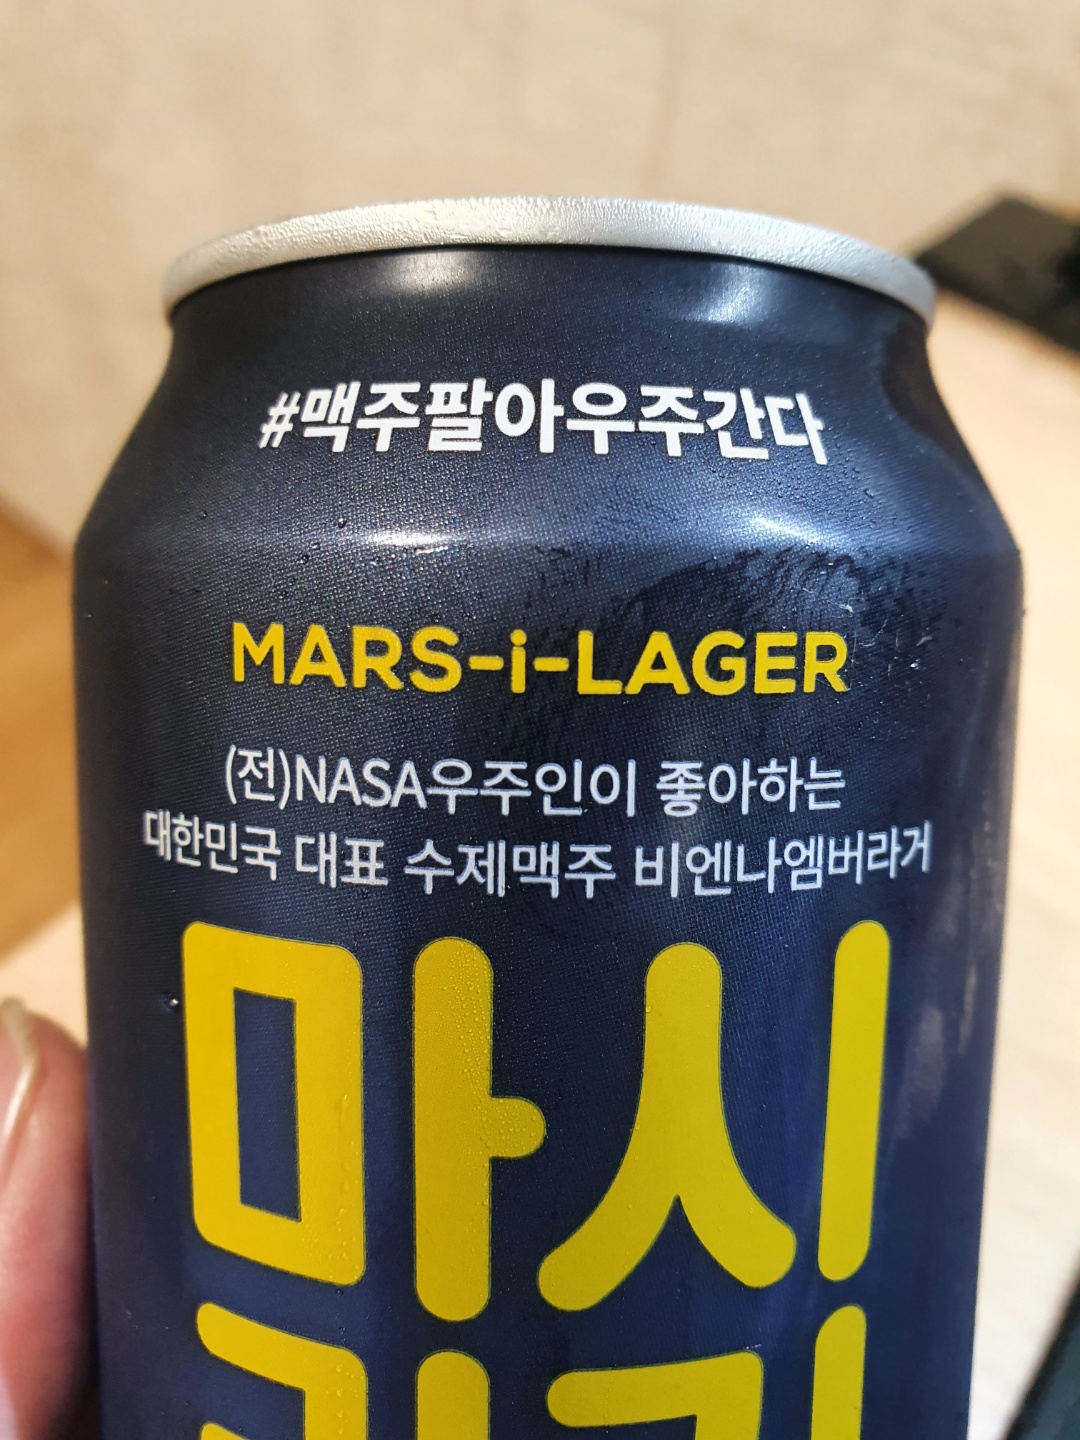 #맥주팔아우주간다
MARS-i-LAGER
(전)NASA우주인이 좋아하는
대한민국 대표 수제맥주 비엔나엠버라거
마시